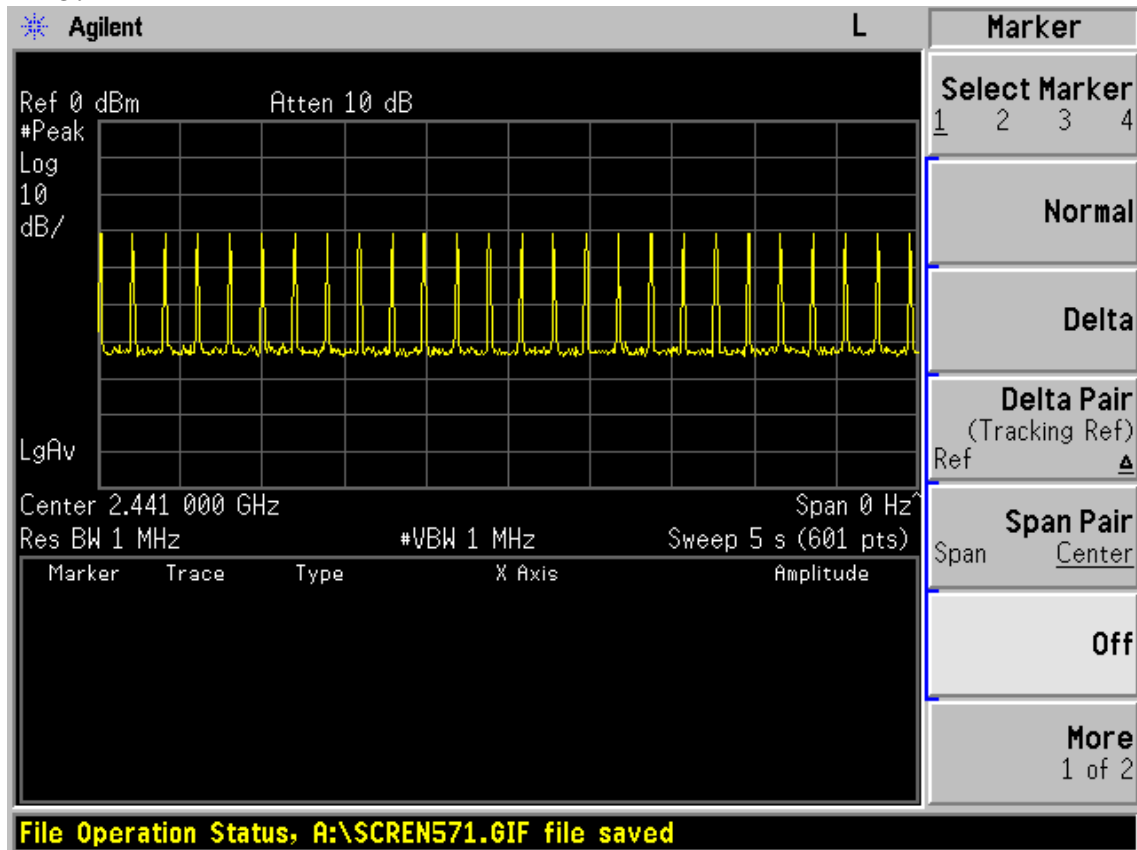 Agilent L Marker
Ref 0 dBm Atten 10 dB
#Peak
Log
10
dB/
LgAv
Center 2.441 000 GHz Span 0 Hz^
Res BW 1 MHz #VBW 1 MHz Sweep 5 s (601 pts)
Marker Trace Type X Axis Amplitude
Select Marker
1 2 3 4
Normal
Delta
Delta Pair
(Tracking Ref)
Ref Δ
Span Pair
Span Center
Off
More
1 of 2
File Operation Status, A:\SCREN571.GIF file saved